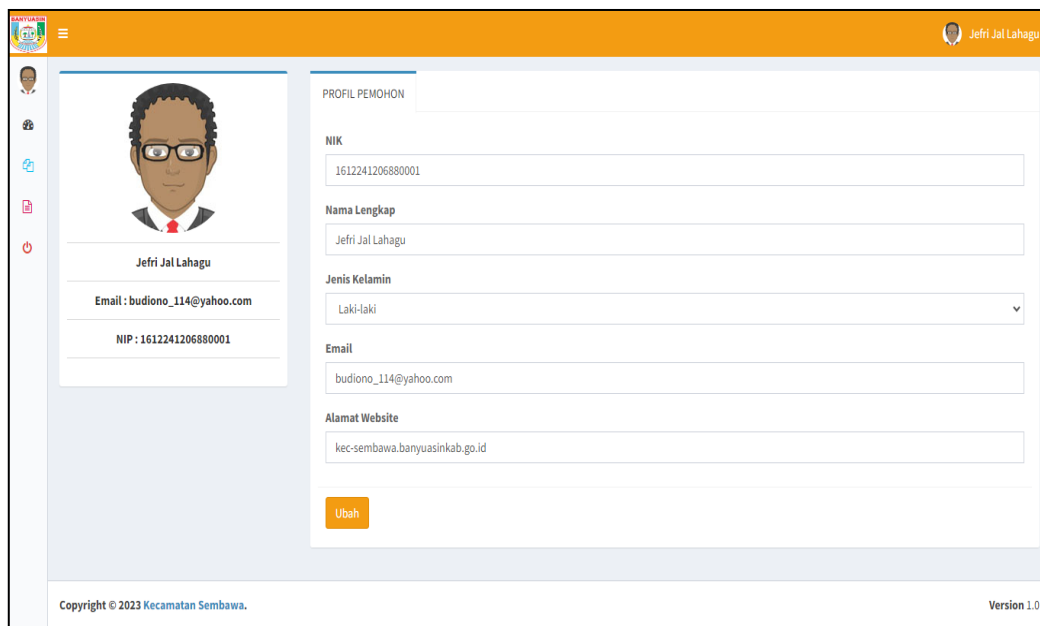 BANYUASIN
Jefri Jal Lahagu
Jefri Jal Lahagu
Email : budiono_114@yahoo.com
NIP : 1612241206880001
PROFIL PEMOHON
NIK
1612241206880001
Nama Lengkap
Jefri Jal Lahagu
Jenis Kelamin
Laki-laki
Email
budiono_114@yahoo.com
Alamat Website
kec-sembawa.banyuasinkab.go.id
Ubah
Copyright © 2023 Kecamatan Sembawa.
Version 1.0